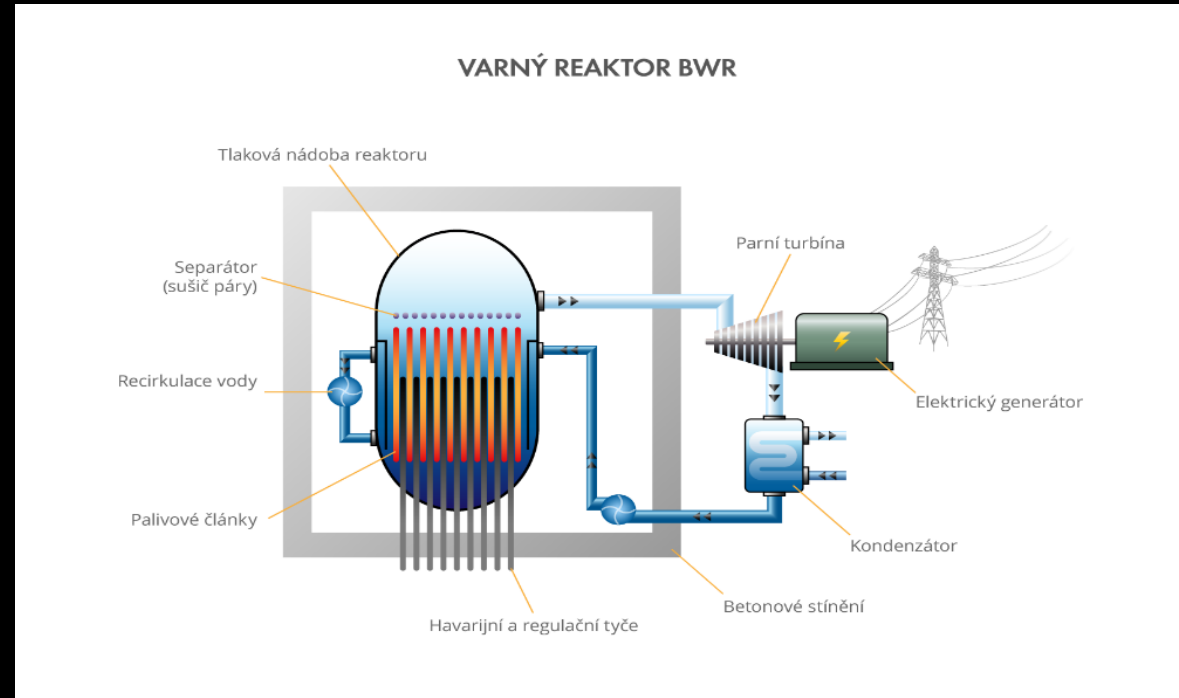 VARNÝ REAKTOR BWR
Tlaková nádoba reaktoru
Parní turbína
Separátor
(sušič páry)
Recirkulace vody
Elektrický generátor
Palivové články
Kondenzátor
Betonové stínění
Havarijní a regulační tyče